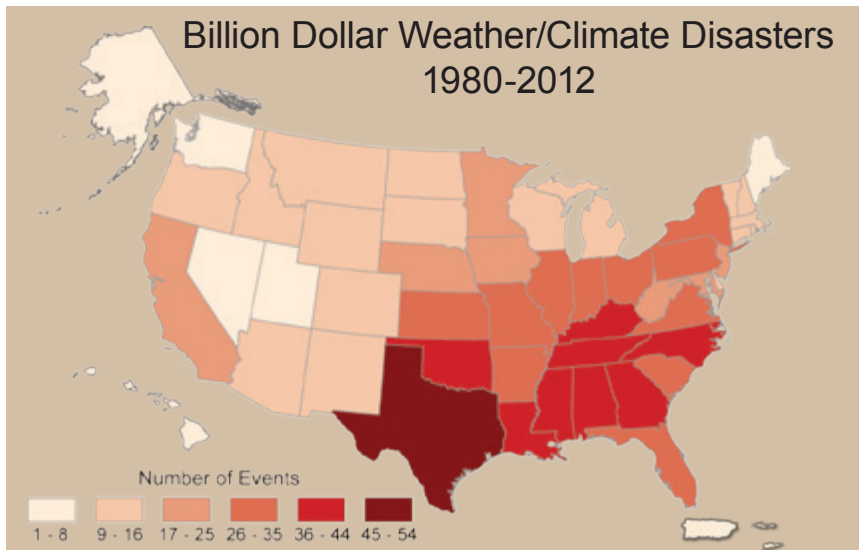 Billion Dollar Weather/Climate Disasters
1980-2012
Number of Events
1 - 8 9 - 16 17 - 25 26 - 35 36 - 44 45 - 54